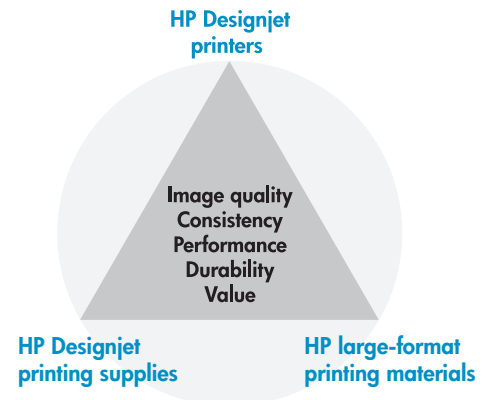 HP Designjet
printers
Image quality
Consistency
Performance
Durability
Value
HP Designjet
printing supplies
HP large-format
printing materials